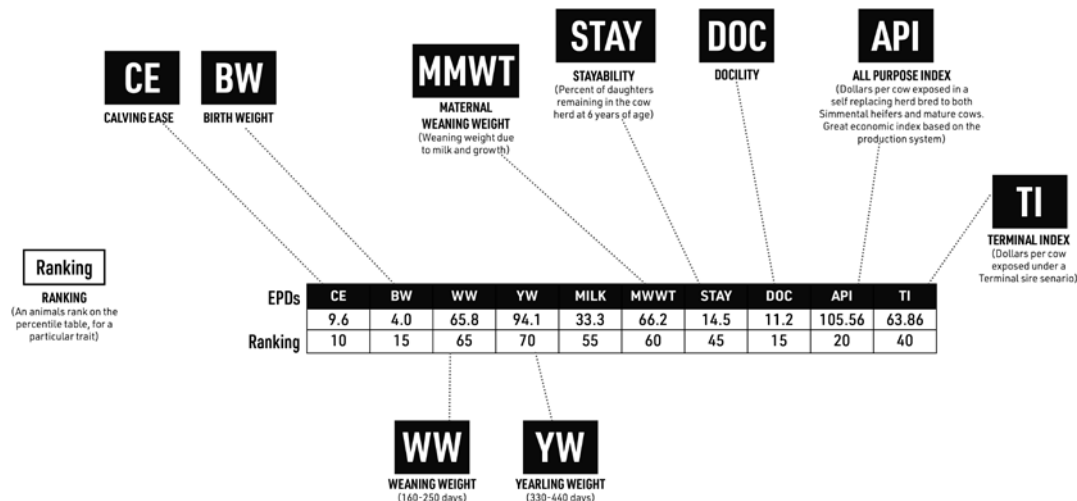 STAY
STAYABILITY
(Percent of daughters
remaining in the cow
herd at 6 years of age)
DOC
DOCILITY
API
ALL PURPOSE INDEX
(Dollars per cow exposed in a
self replacing herd bred to both
Simmental heifers and mature cows.
Great economic index based on the
production system)
CE
CALVING EASE
BW
BIRTH WEIGHT
MMWT
MATERNAL
WEANING WEIGHT
(Weaning weight due
to milk and growth)
TI
TERMINAL INDEX
(Dollars per cow
exposed under a
Terminal sire senario)
Ranking
RANKING
(An animals rank on the
percentile table, for a
particular trait)
EPDs CE BW WW YW MILK MWWT STAY DOC API TI
9.6 4.0 65.8 94.1 33.3 66.2 14.5 11.2 105.56 63.86
Ranking 10 15 65 70 55 60 45 15 20 40
WW
WEANING WEIGHT
(160-250 days)
YW
YEARLING WEIGHT
(330-440 days)